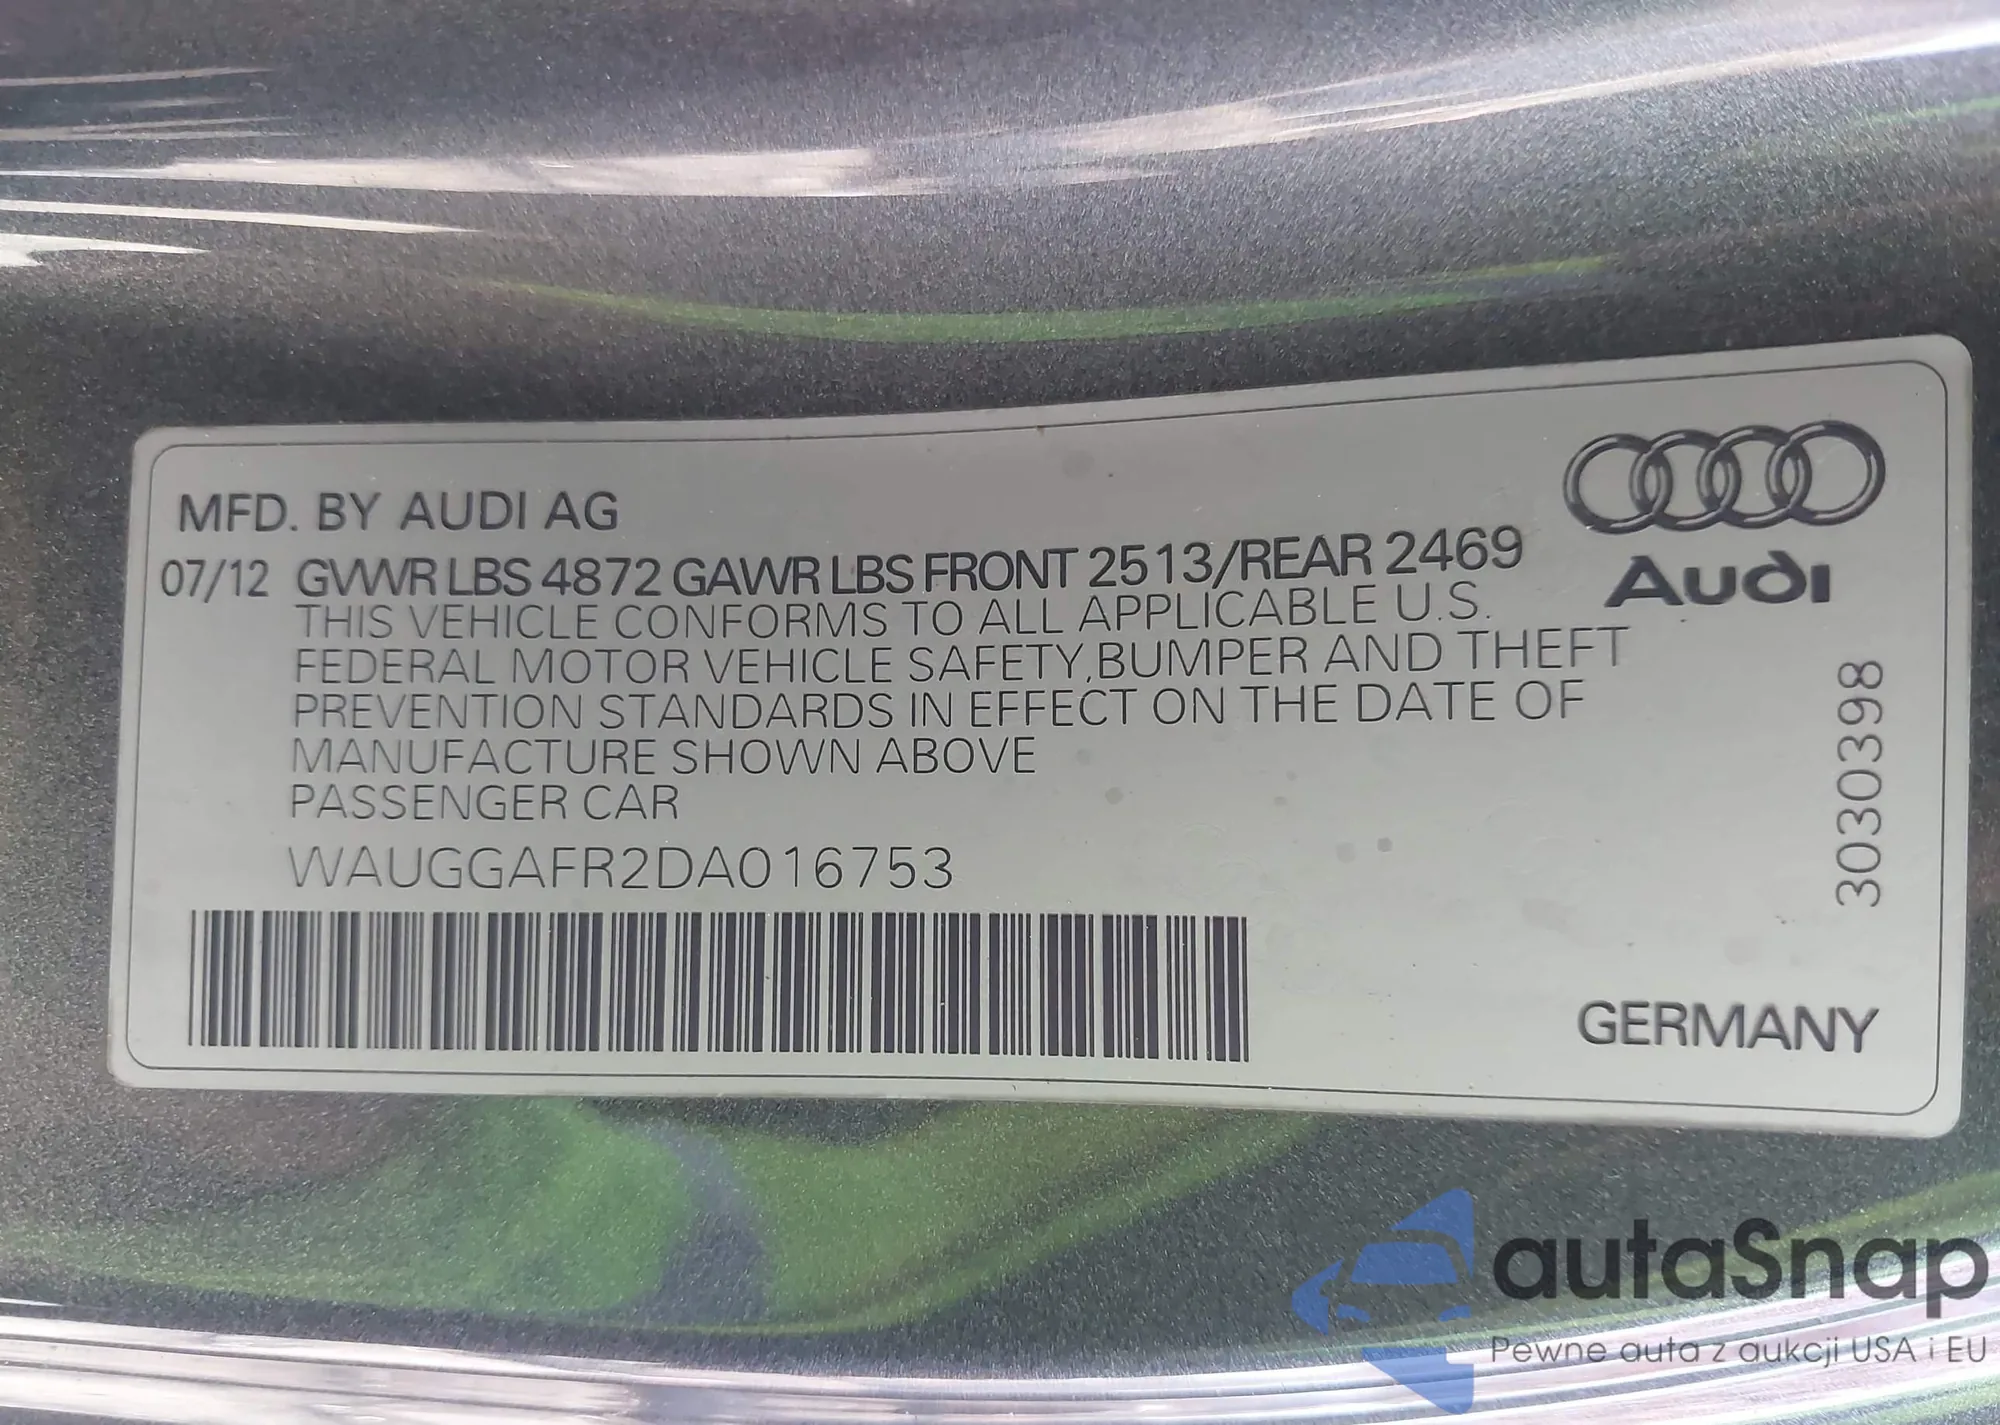 MFD. BY AUDI AG
07/12 GVWR LBS 4872 GAWR LBS FRONT 2513/REAR 2469
THIS VEHICLE CONFORMS TO ALL APPLICABLE U.S.
FEDERAL MOTOR VEHICLE SAFETY,BUMPER AND THEFT
PREVENTION STANDARDS IN EFFECT ON THE DATE OF
MANUFACTURE SHOWN ABOVE
PASSENGER CAR
WAUGGAFR2DA016753
Audi
3030398
GERMANY
autaSnap
Pewne auta z aukcji USA i EU